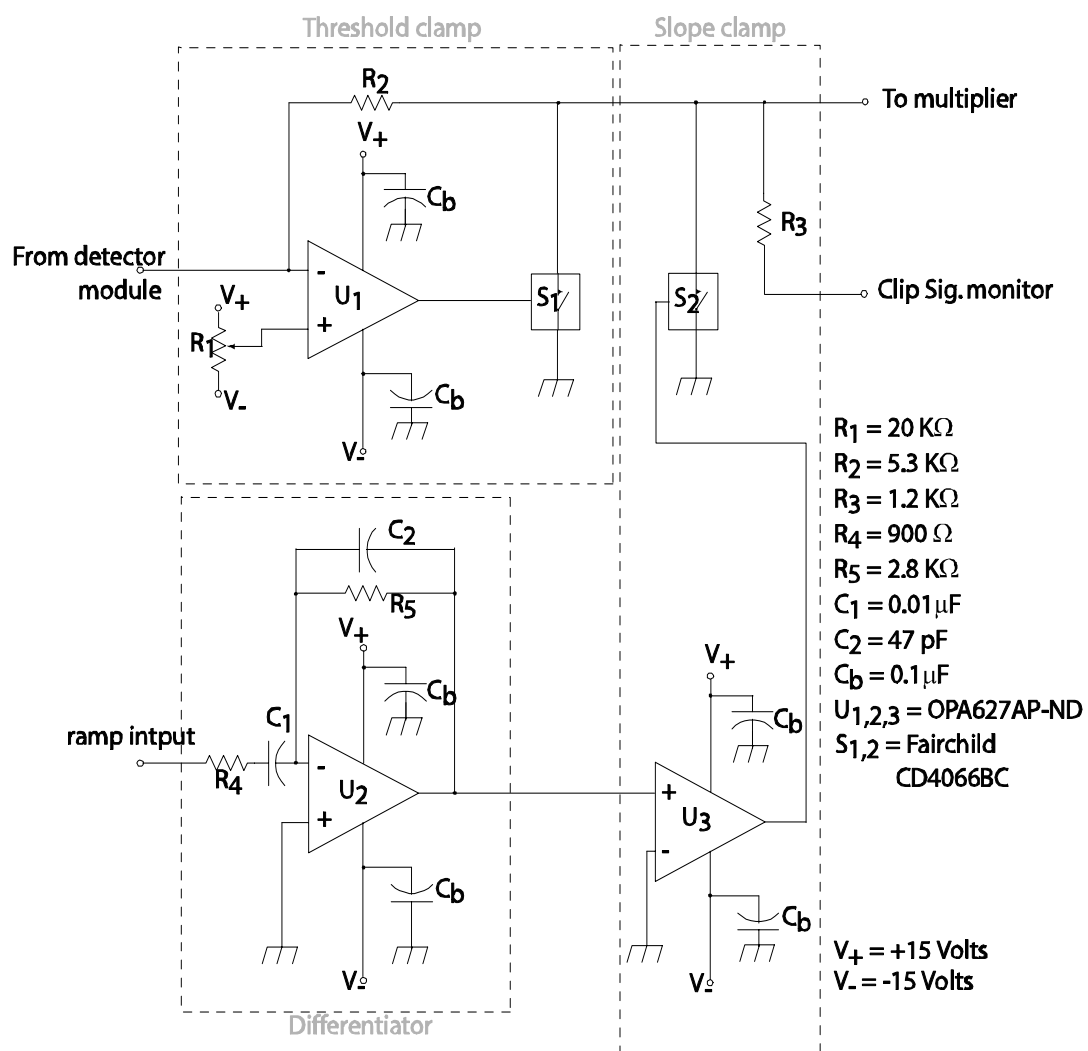 Threshold clamp
Slope clamp
R2
To multiplier
V+
Cb
R3
From detector
module
V+
-
U1
+
S1
S2
Clip Sig. monitor
R1
V-
Cb
V-
R1 = 20 KΩ
R2 = 5.3 KΩ
R3 = 1.2 KΩ
R4 = 900 Ω
R5 = 2.8 KΩ
C1 = 0.01μF
C2 = 47 pF
Cb = 0.1μF
U1,2,3 = OPA627AP-ND
S1,2 = Fairchild
CD4066BC
C2
R5
V+
Cb
V+
Cb
ramp intput
C1
R4
-
U2
+
+
U3
-
Cb
V-
Cb
V-
V+ = +15 Volts
V- = -15 Volts
Differentiator